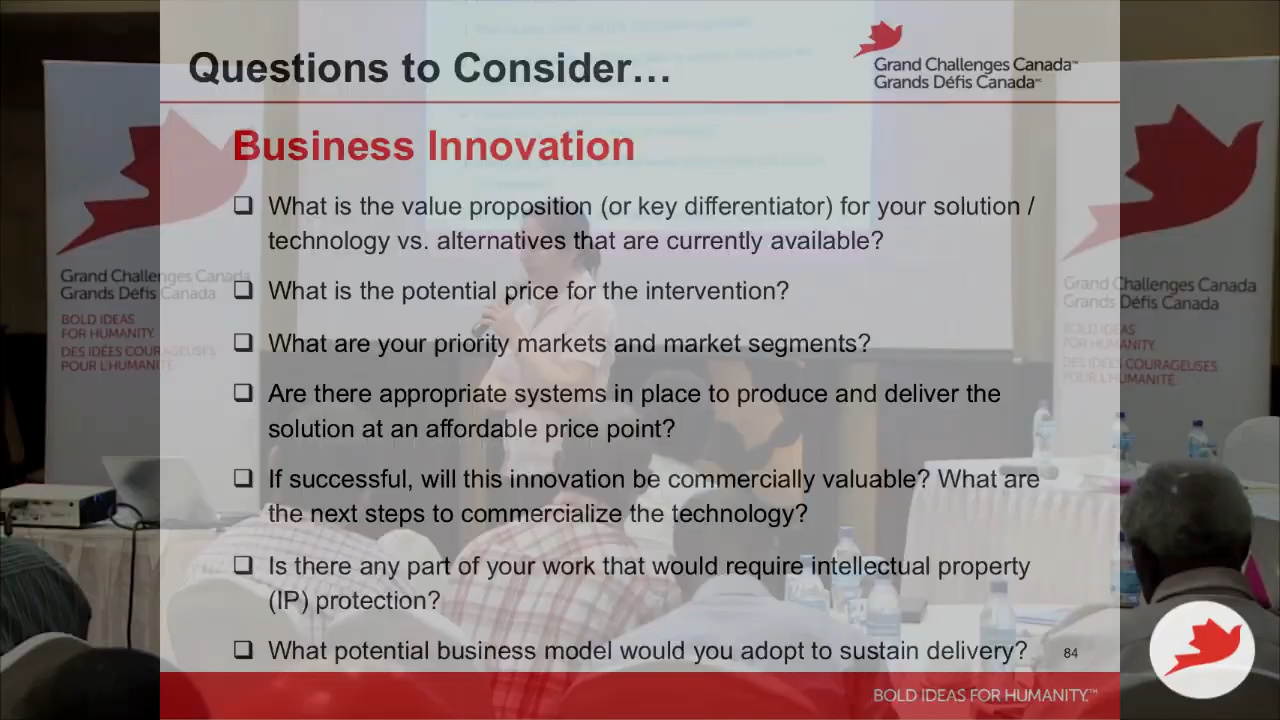 Questions to Consider…
Grand Challenges Canada™
Grands Défis Canada™
Business Innovation
❑ What is the value proposition (or key differentiator) for your solution /
technology vs. alternatives that are currently available?
❑ What is the potential price for the intervention?
❑ What are your priority markets and market segments?
❑ Are there appropriate systems in place to produce and deliver the
solution at an affordable price point?
❑ If successful, will this innovation be commercially valuable? What are
the next steps to commercialize the technology?
❑ Is there any part of your work that would require intellectual property
(IP) protection?
❑ What potential business model would you adopt to sustain delivery?
84
BOLD IDEAS FOR HUMANITY.™
Grand Challenges Canada
Grands Défis Canada
BOLD IDEAS
FOR HUMANITY.
DES IDÉES COURAGEUSES
POUR L'HUMANITÉ.
Grand Challenges Canada
Grands Défis Canada
BOLD IDEAS
FOR HUMANITY.
DES IDÉES COURAGEUSES
POUR L'HUMANITÉ.